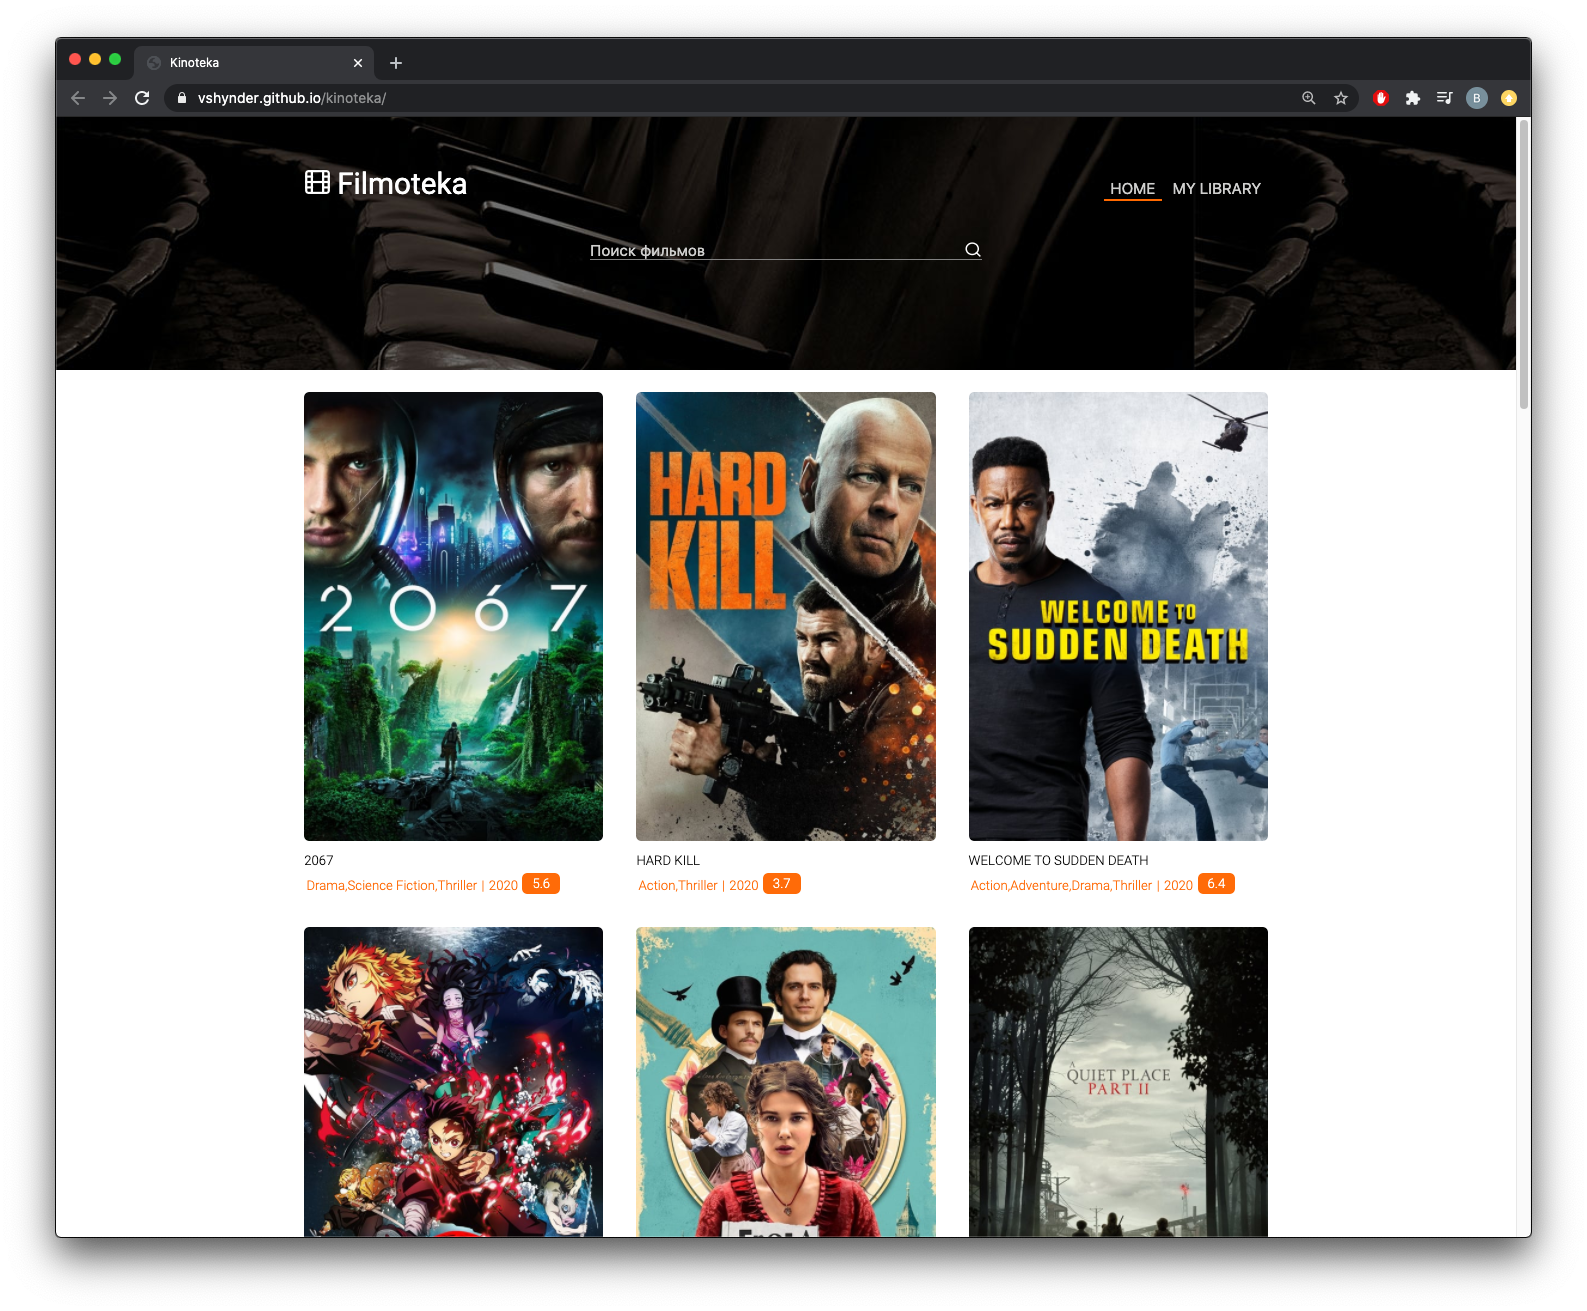 Kinoteka
vshynder.github.io/kinoteka/
B
Filmoteka
HOME MY LIBRARY
Поиск фильмов
2067
HARD
KILL
WELCOME TO
SUDDEN DEATH
2067
Drama,Science Fiction,Thriller | 2020 5.6
HARD KILL
Action,Thriller | 2020 3.7
WELCOME TO SUDDEN DEATH
Action,Adventure,Drama,Thriller | 2020 6.4
A
QUIET PLACE
PART II